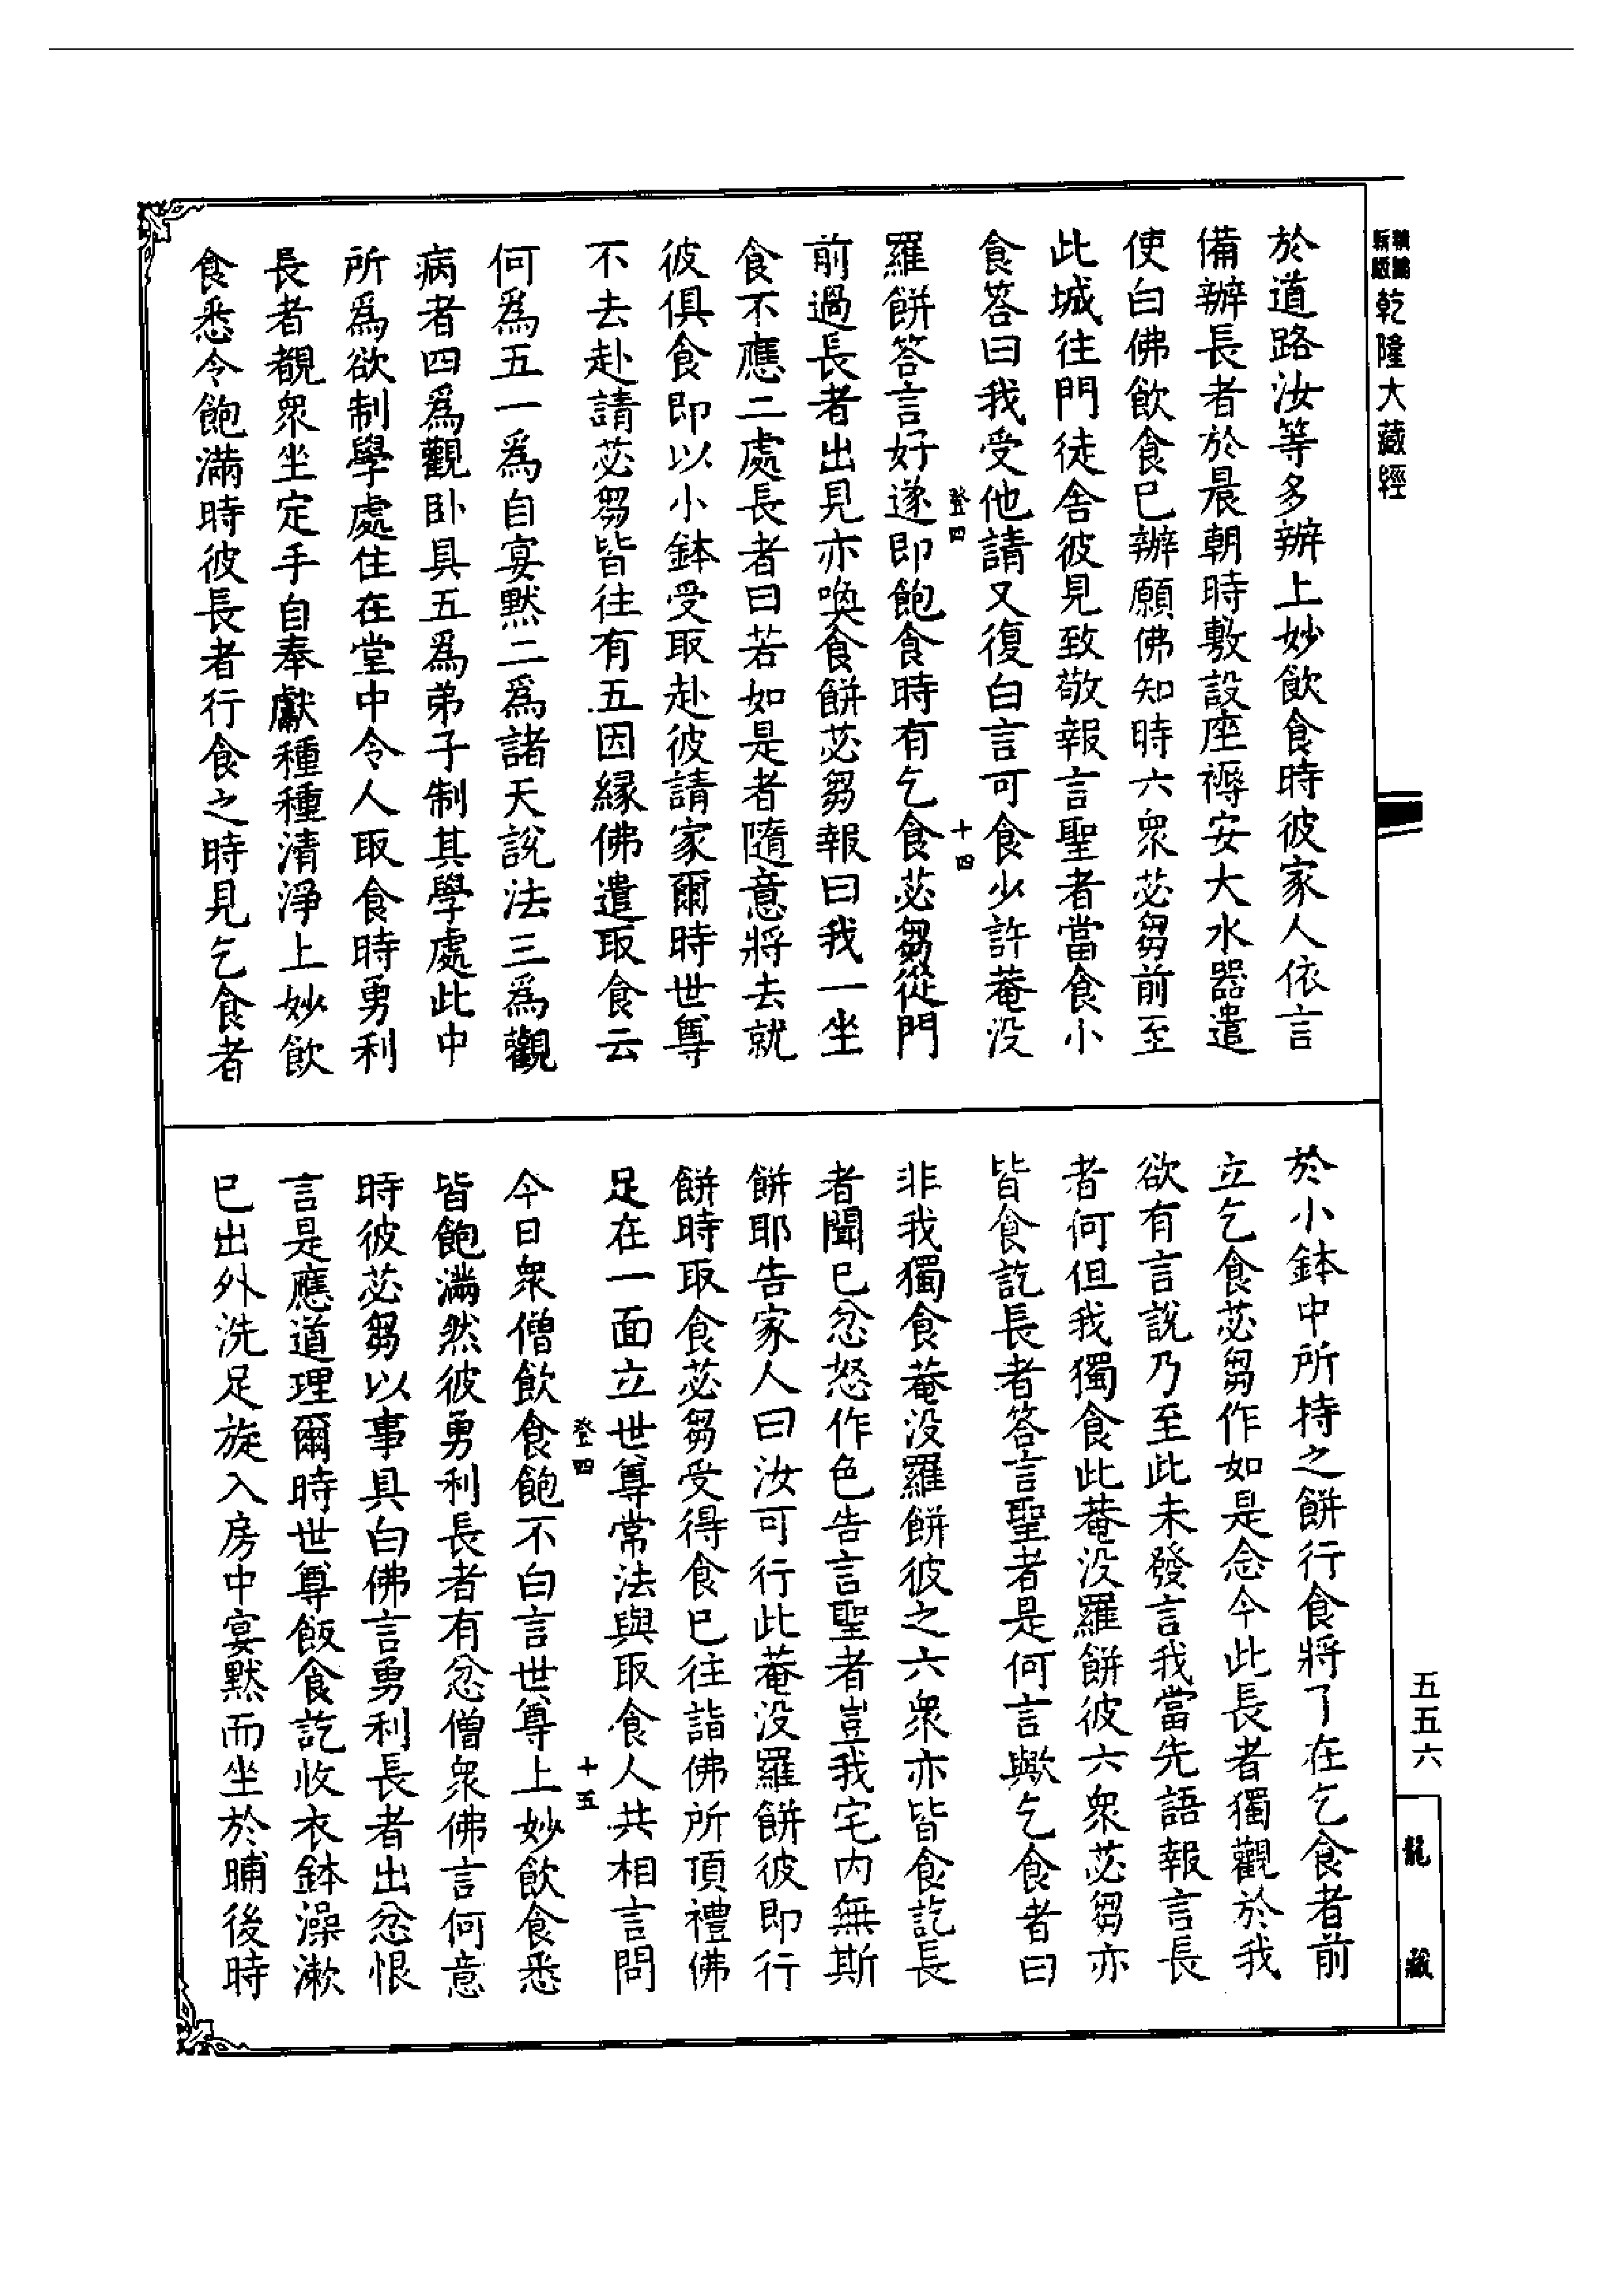 新編
縮版
乾隆大藏經
於道路汝等多辦上妙飲食時彼家人依言
備辦長者於晨朝時敷設座褥安大水器遣
使白佛飲食已辦願佛知時六衆苾芻前至
此城往門徒舍彼見致敬報言聖者當食小
食答曰我受他請又復白言可食少許菴没
登四
十四
羅餅答言好遂即飽食時有乞食苾芻從門
前過長者出見亦喚食餅苾芻報曰我一坐
食不應二處長者曰若如是者隨意將去就
彼俱食即以小鉢受取赴彼請家爾時世尊
不去赴請苾芻皆往有五因緣佛遣取食云
何爲五一爲自宴默二爲諸天說法三爲觀
病者四爲觀卧具五爲弟子制其學處此中
所爲欲制學處住在堂中令人取食時勇利
長者覩衆坐定手自奉獻種種清淨上妙飲
食悉令飽滿時彼長者行食之時見乞食者
於小鉢中所持之餅行食將了在乞食者前
立乞食苾芻作如是念今此長者獨觀於我
欲有言說乃至此未發言我當先語報言長
者何但我獨食此菴没羅餅彼六衆苾芻亦
皆食訖長者答言聖者是何言歟乞食者曰
非我獨食菴没羅餅彼之六衆亦皆食訖長
者聞已忿怒作色告言聖者豈我宅内無斯
餅耶告家人曰汝可行此菴没羅餅彼即行
餅時取食苾芻受得食已往詣佛所頂禮佛
足在一面立世尊常法與取食人共相言問
登四
十五
今日衆僧飲食飽不白言世尊上妙飲食悉
皆飽滿然彼勇利長者有忿僧衆佛言何意
時彼苾芻以事具白佛言勇利長者出忿恨
言是應道理爾時世尊飯食訖收衣鉢澡漱
已出外洗足旋入房中宴默而坐於晡後時
五五六
龍藏